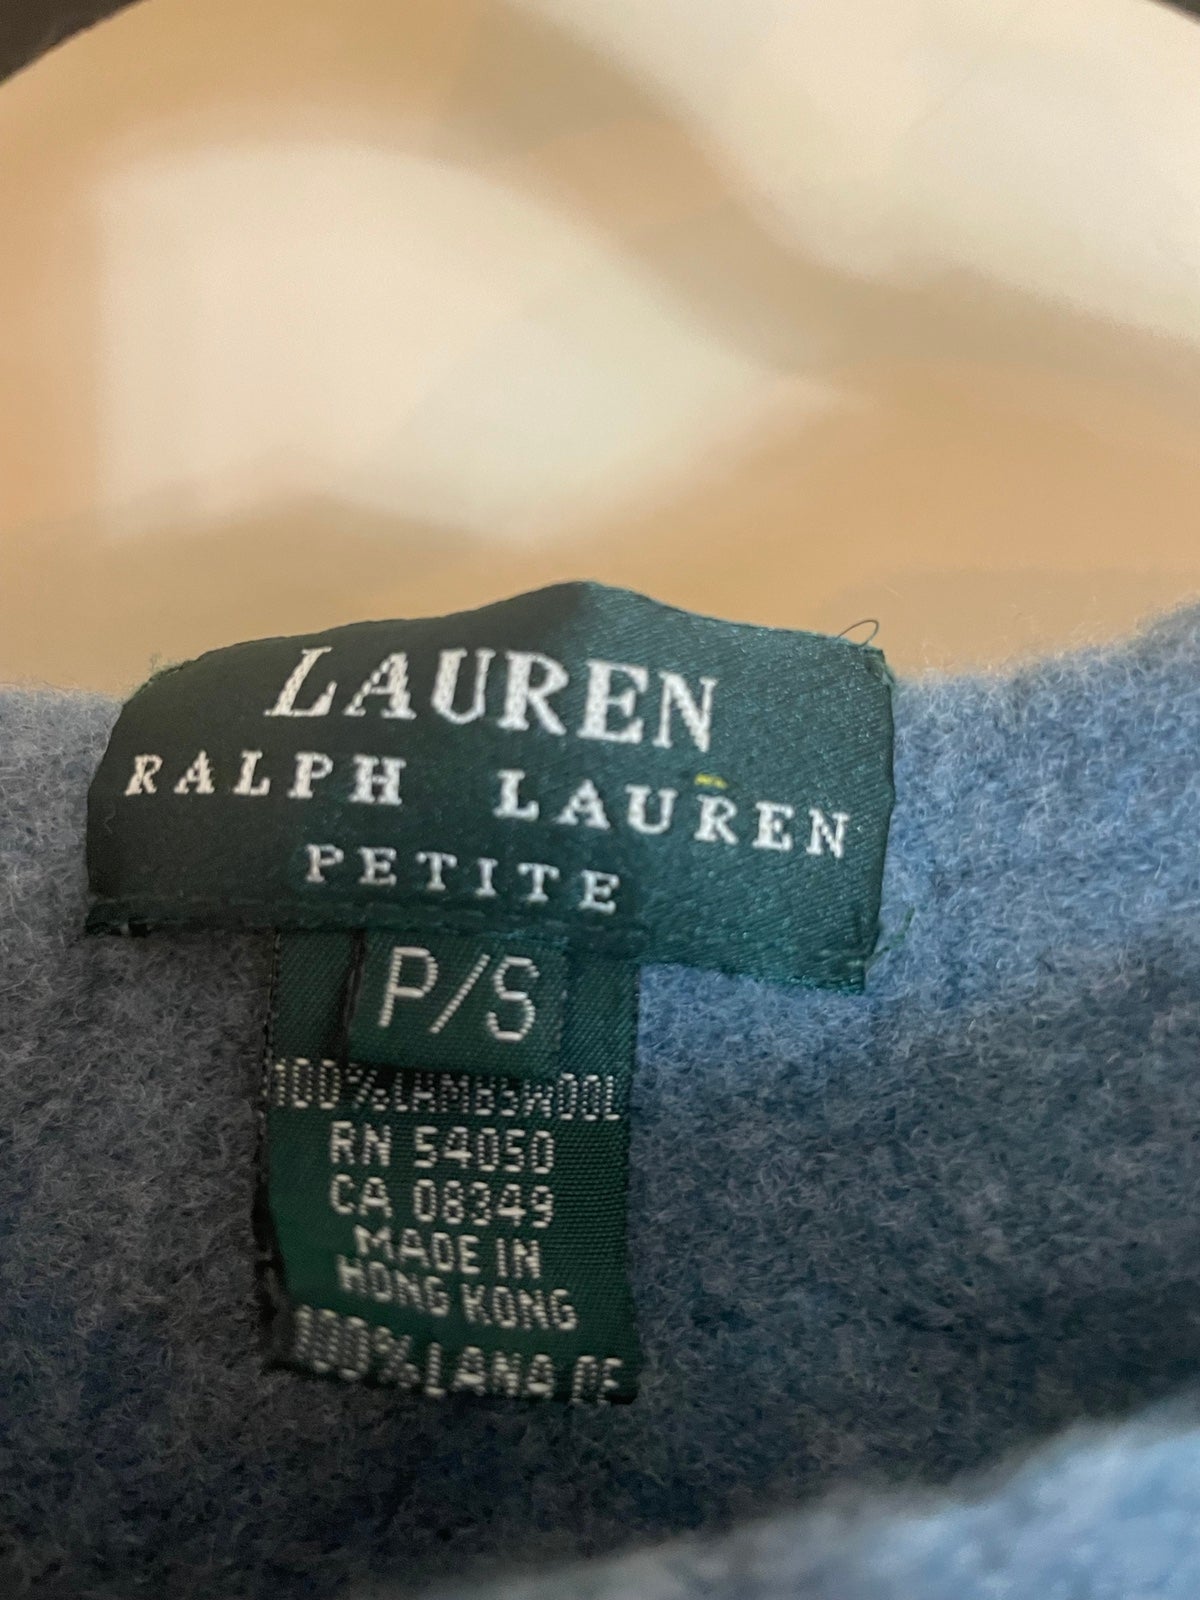 LAUREN
RALPH LAUREN
PETITE
P/S
100% LAMBSWOOL
RN 54050
CA 08349
MADE IN
HONG KONG
100% LANA DE